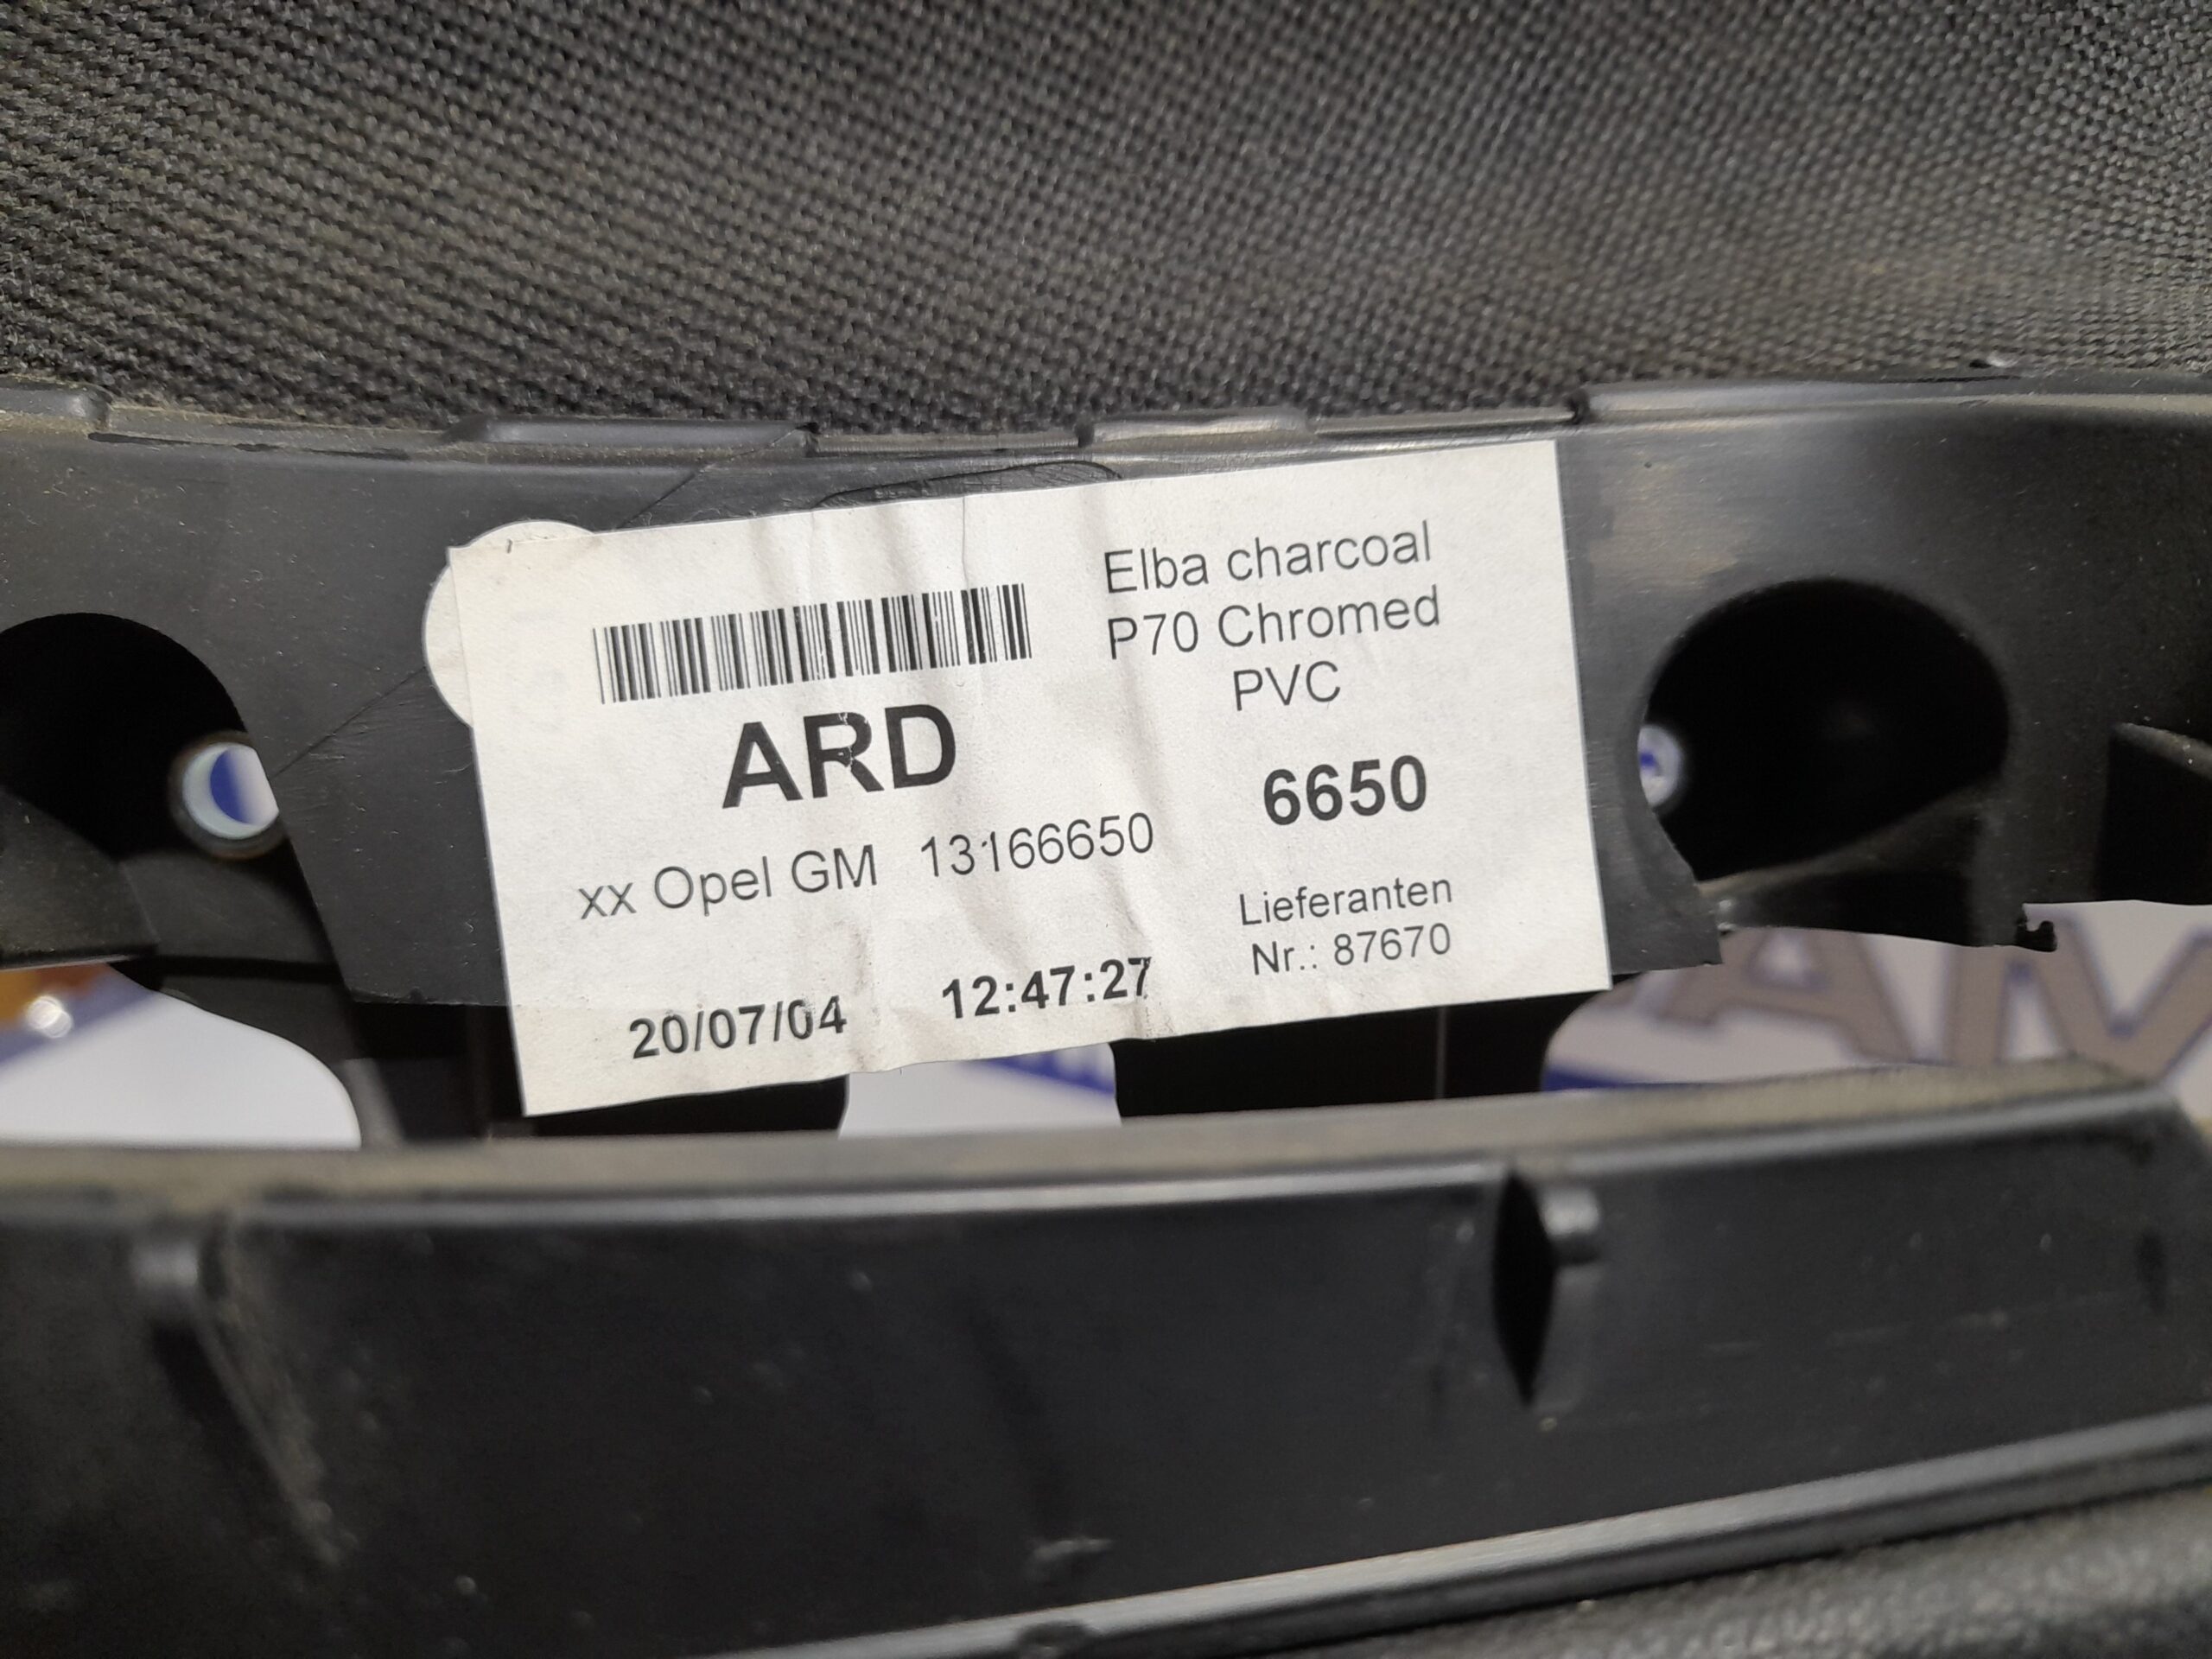 Elba charcoal
P70 Chromed
PVC
ARD
6650
xx Opel GM 13166650
Lieferanten
Nr.: 87670
20/07/04 12:47:27